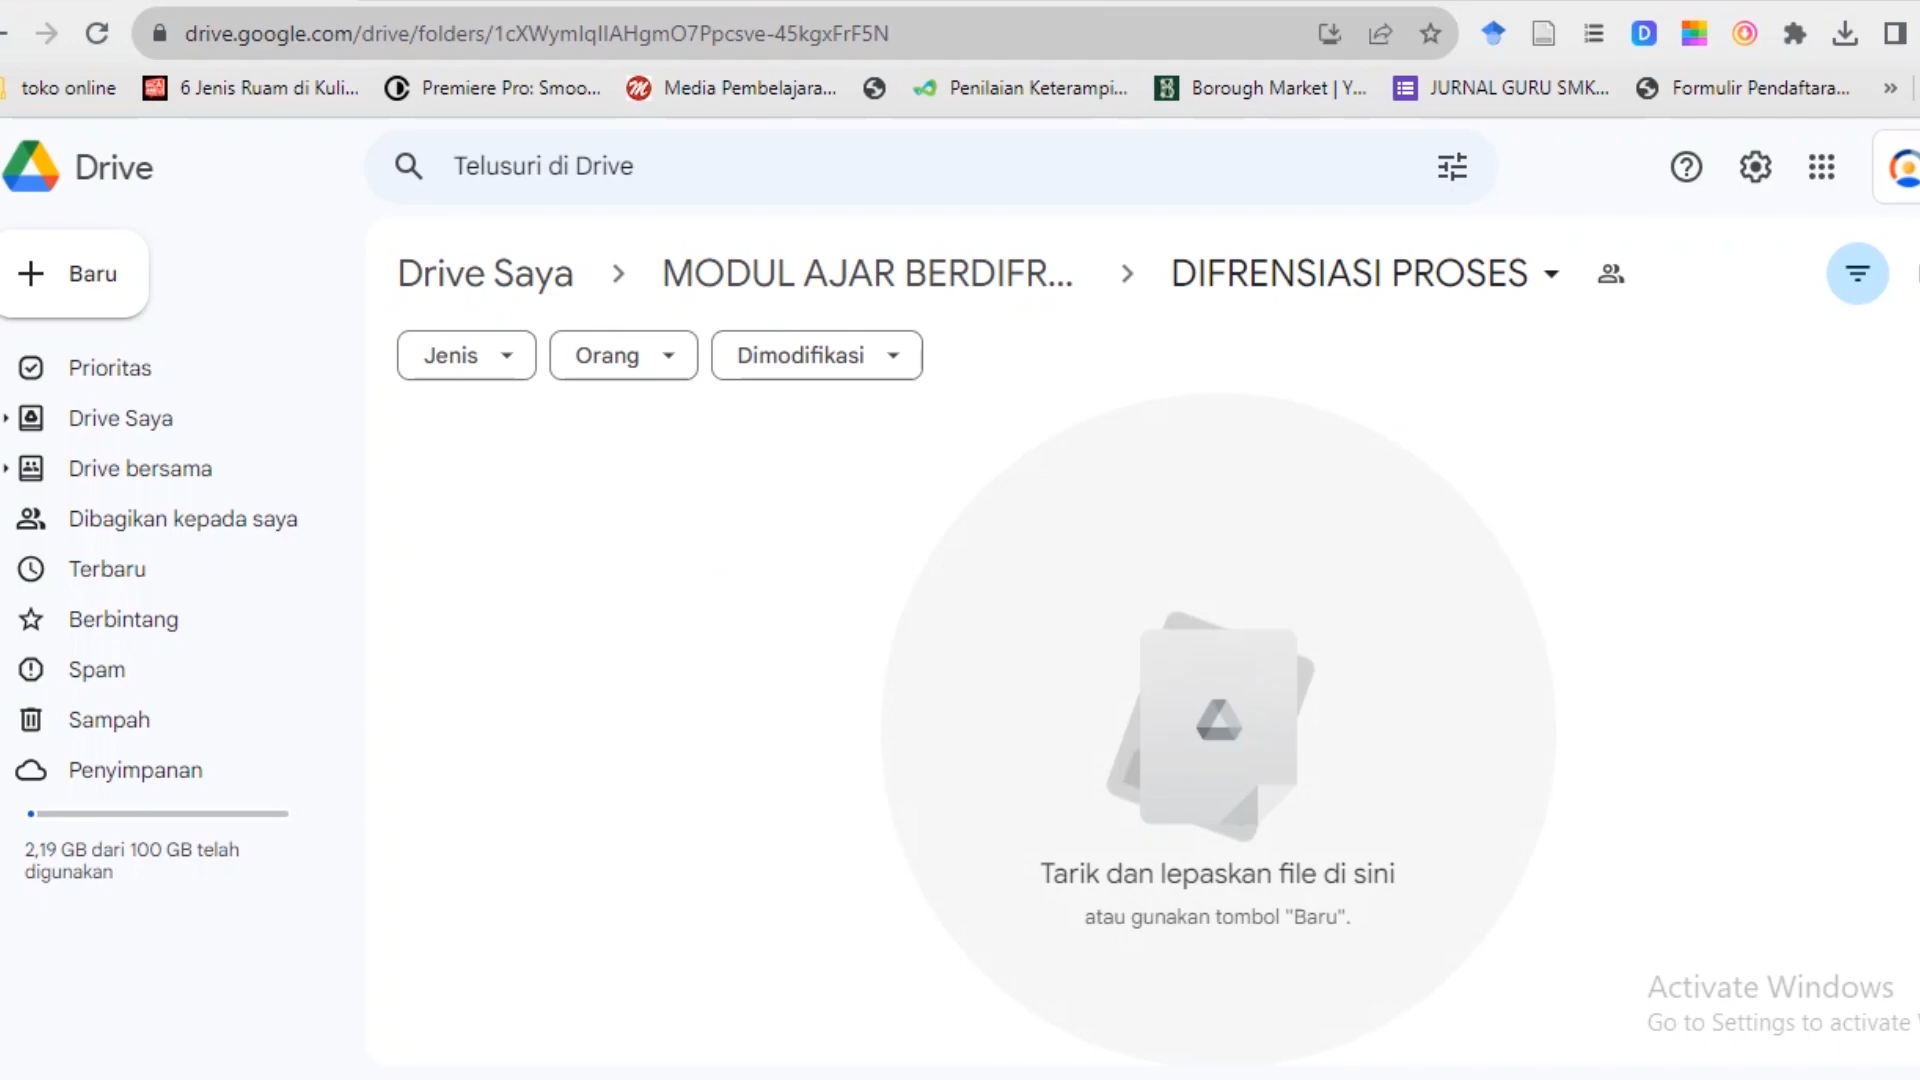 drive.google.com/drive/folders/1cXWymIqIlAHgmO7Ppcsve-45kgxFrF5N
toko online 6 Jenis Ruam di Kuli... Premiere Pro: Smoo... Media Pembelajara... Penilaian Keterampi... Borough Market | Y... JURNAL GURU SMK... Formulir Pendaftara... »
Drive
Telusuri di Drive
Baru
Drive Saya > MODUL AJAR BERDIFR... > DIFRENSIASI PROSES
Jenis Orang Dimodifikasi
Prioritas
Drive Saya
Drive bersama
Dibagikan kepada saya
Terbaru
Berbintang
Spam
Sampah
Penyimpanan
2,19 GB dari 100 GB telah
digunakan
Tarik dan lepaskan file di sini
atau gunakan tombol "Baru".
Activate Windows
Go to Settings to activate